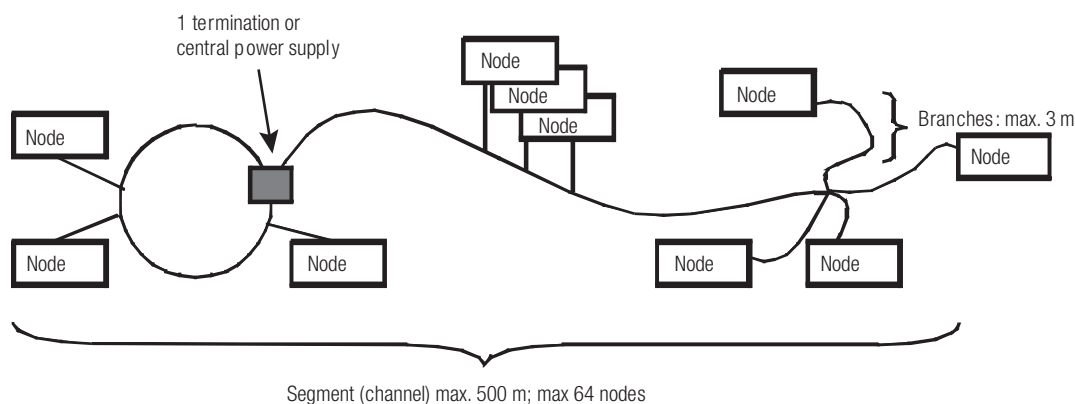 1 termination or
central power supply
Node
Node
Node
Node
Branches: max. 3 m
Node
Node
Node
Node
Node
Node
Segment (channel) max. 500 m; max 64 nodes